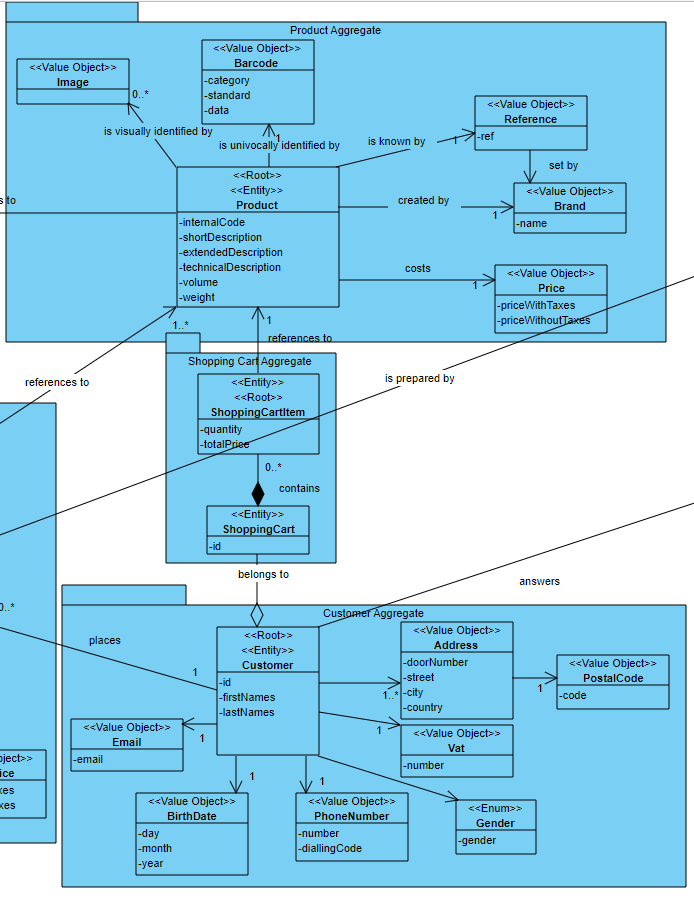 Product Aggregate
<<Value Object>>
Image
0..*
<<Value Object>>
Barcode
-category
-standard
-data
1
<<Value Object>>
Reference
-ref
1
is visually identified by
is univocally identified by
is known by
set by
<<Value Object>>
Brand
-name
1
created by
<<Root>>
<<Entity>>
Product
-internalCode
-shortDescription
-extendedDescription
-technicalDescription
-volume
-weight
s to
costs
1
<<Value Object>>
Price
-priceWithTaxes
-priceWithoutTaxes
1..*
1
references to
references to
is prepared by
Shopping Cart Aggregate
<<Entity>>
<<Root>>
ShoppingCartItem
-quantity
-totalPrice
0..*
contains
<<Entity>>
ShoppingCart
-id
belongs to
answers
0..*
places
1
Customer Aggregate
<<Root>>
<<Entity>>
Customer
-id
-firstNames
-lastNames
<<Value Object>>
Address
-doorNumber
-street
-city
-country
1..*
<<Value Object>>
PostalCode
-code
1
<<Value Object>>
Vat
-number
1
<<Value Object>>
Email
-email
1
<<Value Object>>
BirthDate
-day
-month
-year
1
<<Value Object>>
PhoneNumber
-number
-diallingCode
1
<<Enum>>
Gender
-gender
oject>>
ice
xes
xes